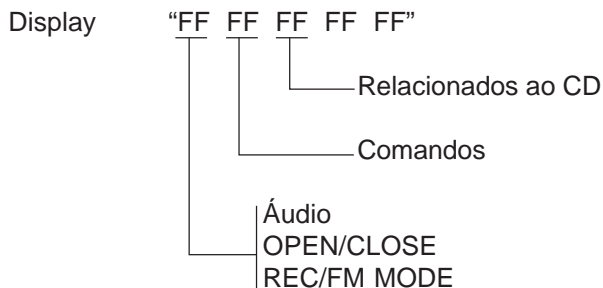 Display “FF FF FF FF FF”
Relacionados ao CD
Comandos
Áudio
OPEN/CLOSE
REC/FM MODE